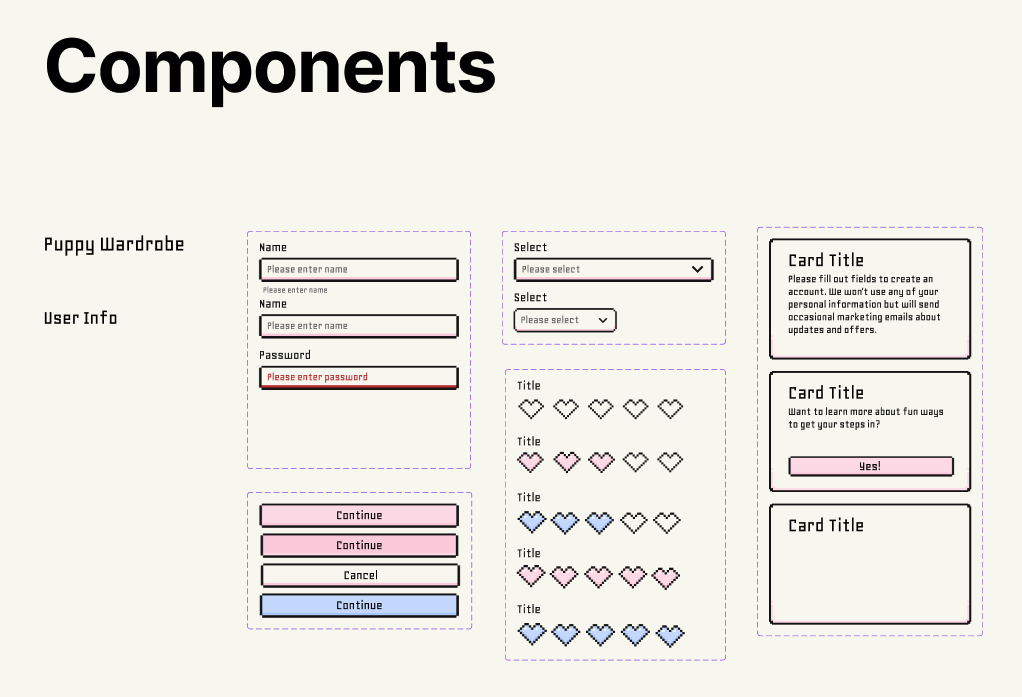 Components
Puppy Wardrobe
User Info
Name
Please enter name
Please enter name
Name
Please enter name
Password
Please enter password
Continue
Continue
Cancel
Continue
Select
Please select
Select
Please select
Title
Title
Title
Title
Title
Card Title
Please fill out fields to create an
account. We won't use any of your
personal information but will send
occasional marketing emails about
updates and offers.
Card Title
Want to learn more about fun ways
to get your steps in?
Yes!
Card Title